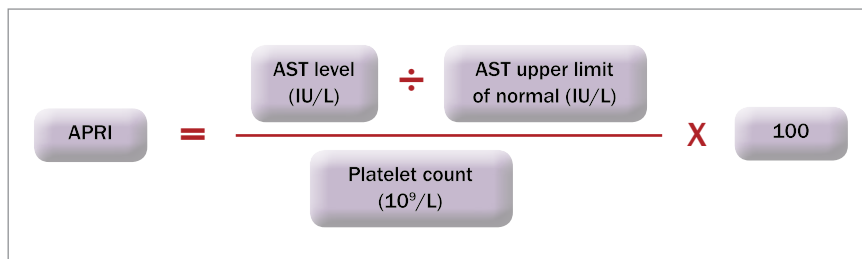 APRI
=
AST level
(IU/L)
÷
AST upper limit
of normal (IU/L)
Platelet count
(10⁹/L)
X
100